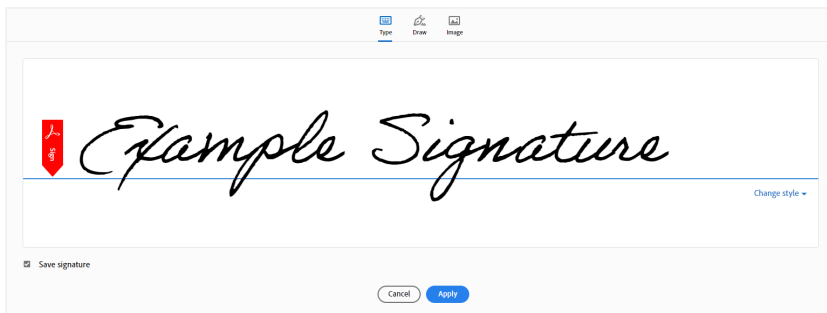 Type Draw Image
Sign
Example Signature
Change style
Save signature
Cancel Apply